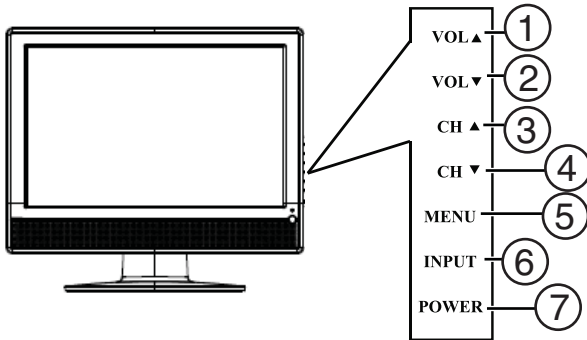 VOL▲ 1
VOL▼ 2
CH ▲ 3
CH ▼ 4
MENU 5
INPUT 6
POWER 7